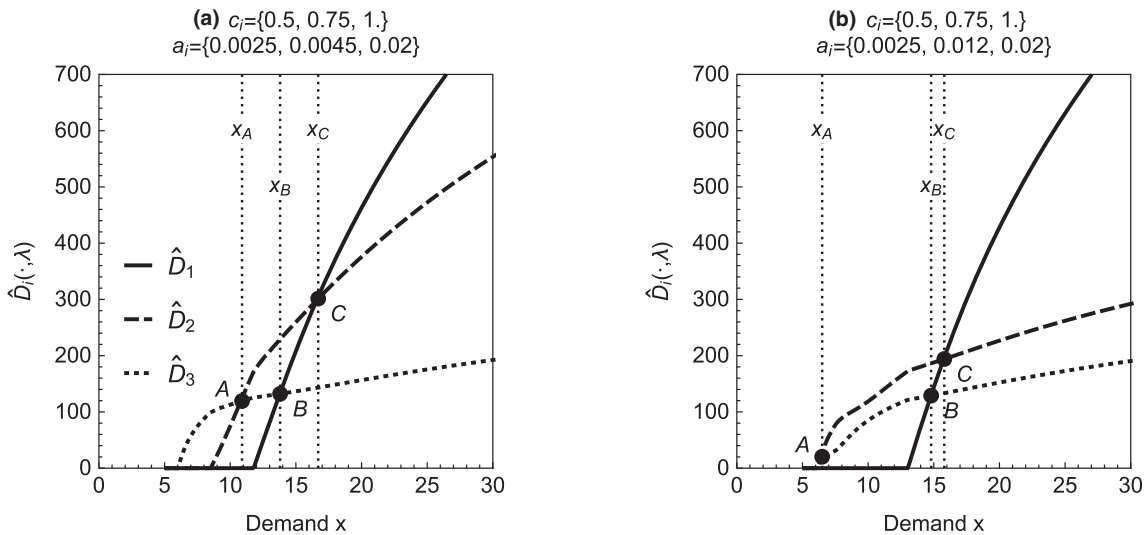 (a) c_i={0.5, 0.75, 1.}
a_i={0.0025, 0.0045, 0.02}
700
600
500
400
300
200
100
0
D̂_i(·,λ)
x_A
x_B
x_C
D̂_1
D̂_2
D̂_3
A
B
C
0
5
10
15
20
25
30
Demand x
(b) c_i={0.5, 0.75, 1.}
a_i={0.0025, 0.012, 0.02}
700
600
500
400
300
200
100
0
D̂_i(·,λ)
x_A
x_B
x_C
A
B
C
0
5
10
15
20
25
30
Demand x